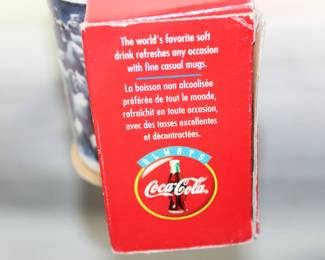 The world's favorite soft
drink refreshes any occasion
with fine casual mugs.
La boisson non alcoolisée
préférée de tout le monde,
rafraîchit en toute occasion,
avec des tasses excellentes
et décontractées.
ALWAYS
Coca-Cola